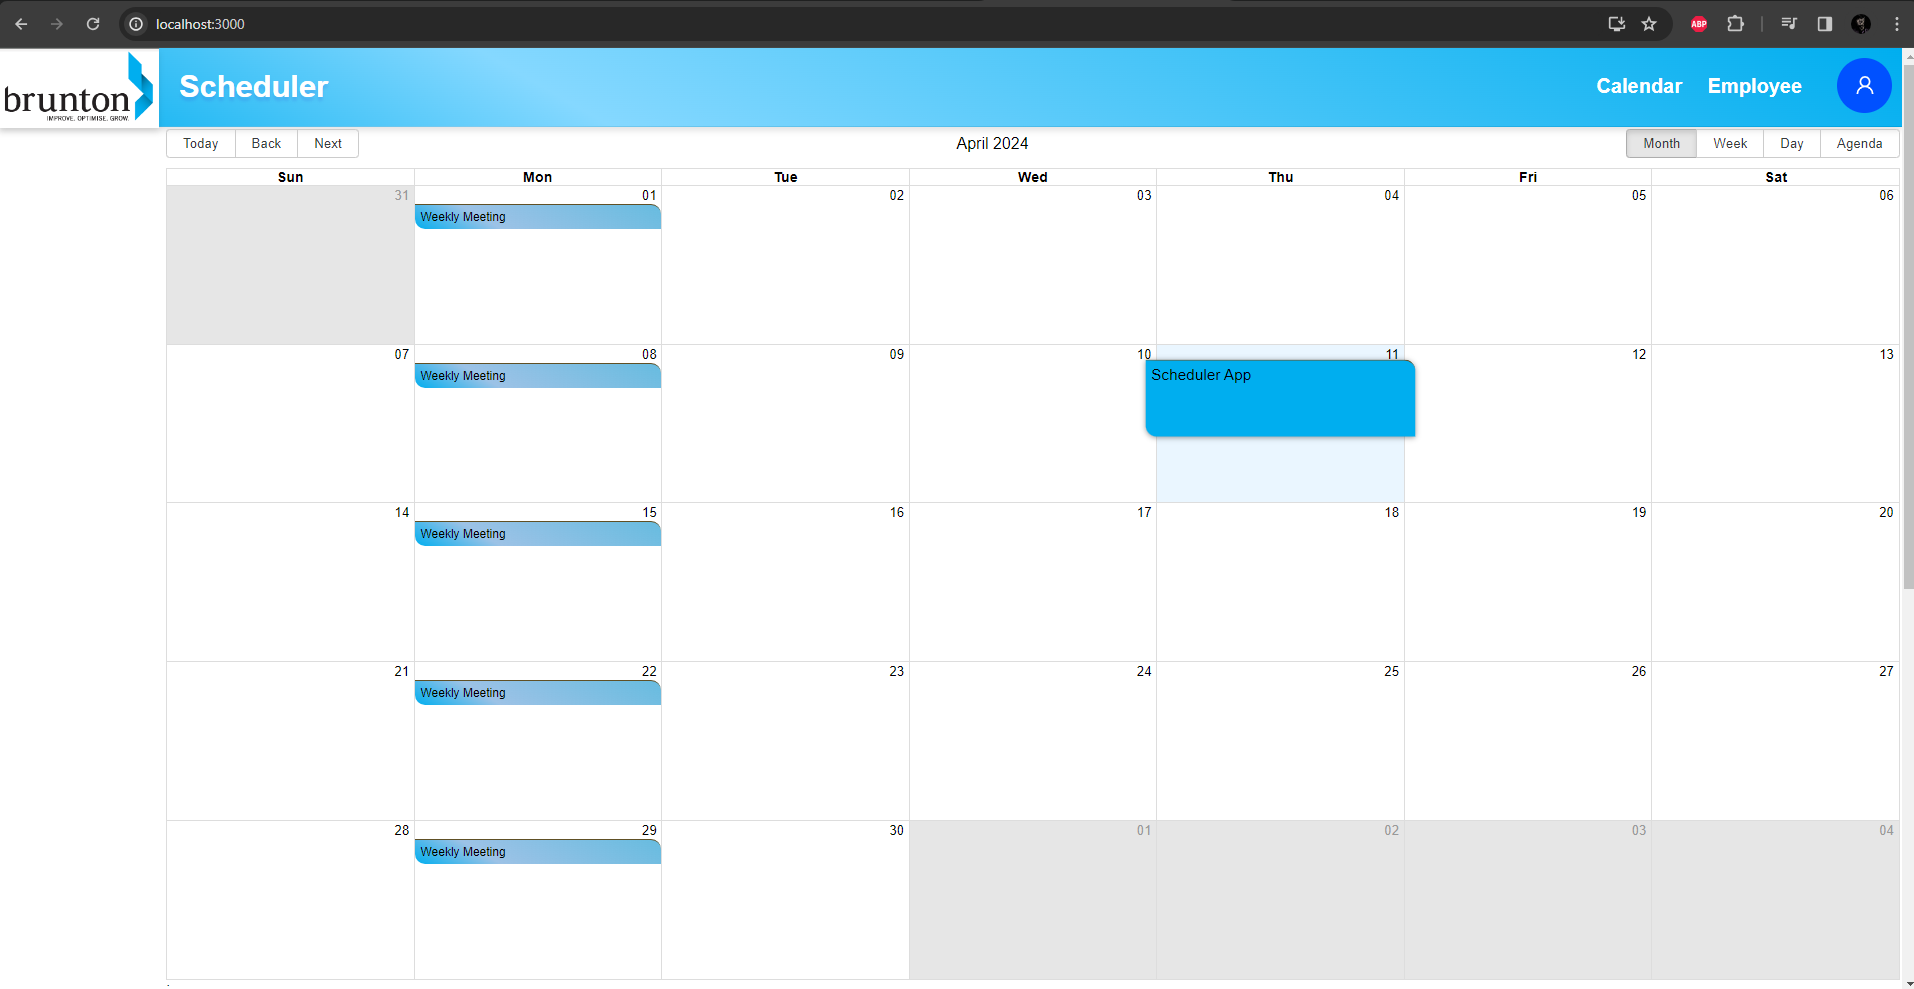 localhost:3000
ABP
brunton
IMPROVE. OPTIMISE. GROW.
Scheduler
Calendar Employee
Today Back Next
April 2024
Month Week Day Agenda
Sun Mon Tue Wed Thu Fri Sat
31 01 02 03 04 05 06
Weekly Meeting
07 08 09 10 11 12 13
Weekly Meeting
Scheduler App
14 15 16 17 18 19 20
Weekly Meeting
21 22 23 24 25 26 27
Weekly Meeting
28 29 30 01 02 03 04
Weekly Meeting